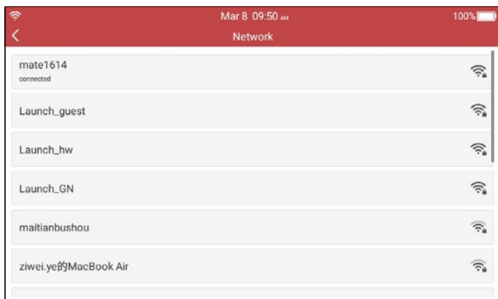 Mar 8 09:50 AM 100%
Network
mate1614
connected
Launch_guest
Launch_hw
Launch_GN
maitianbushou
ziwei.ye的MacBook Air